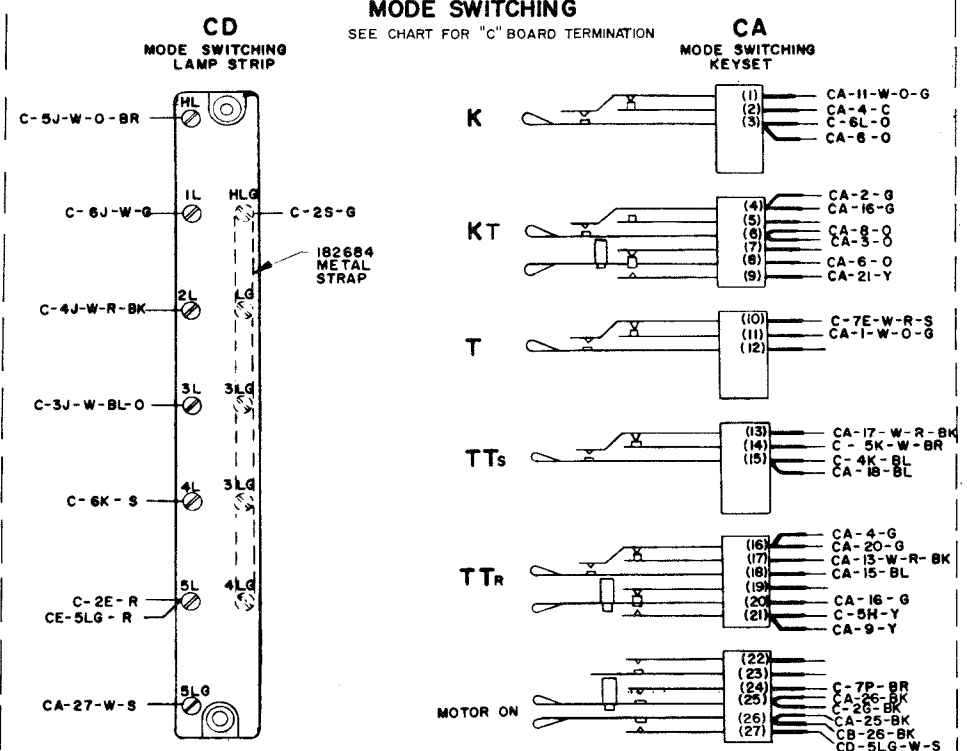 MODE SWITCHING
SEE CHART FOR "C" BOARD TERMINATION
CD
MODE SWITCHING
LAMP STRIP
HL
C-5J-W-O-BR
1L
HLG
C-6J-W-G
C-2S-G
182684
METAL
STRAP
2L
LG
C-4J-W-R-BK
3L
3LG
C-3J-W-BL-O
4L
3LG
C-6K-S
5L
4LG
C-2E-R
CE-5LG-R
5LG
CA-27-W-S
CA
MODE SWITCHING
KEYSET
K
(1) CA-11-W-O-G
(2) CA-4-C
(3) C-6L-O
CA-6-O
KT
CA-2-G
(4) CA-16-G
(5)
(6) CA-8-O
CA-3-O
(7)
(8) CA-6-O
(9) CA-21-Y
T
(10) C-7E-W-R-S
(11) CA-1-W-O-G
(12)
TTS
(13) CA-17-W-R-BK
(14) C-5K-W-BR
(15) C-4K-BL
CA-18-BL
TTR
CA-4-G
(16) CA-20-G
(17) CA-13-W-R-BK
(18) CA-15-BL
(19)
(20) CA-16-G
(21) C-5H-Y
CA-9-Y
MOTOR ON
(22)
(23)
(24) C-7P-BR
(25) CA-26-BK
C-26-BK
(26) CA-25-BK
CB-26-BK
(27) CD-5LG-W-S